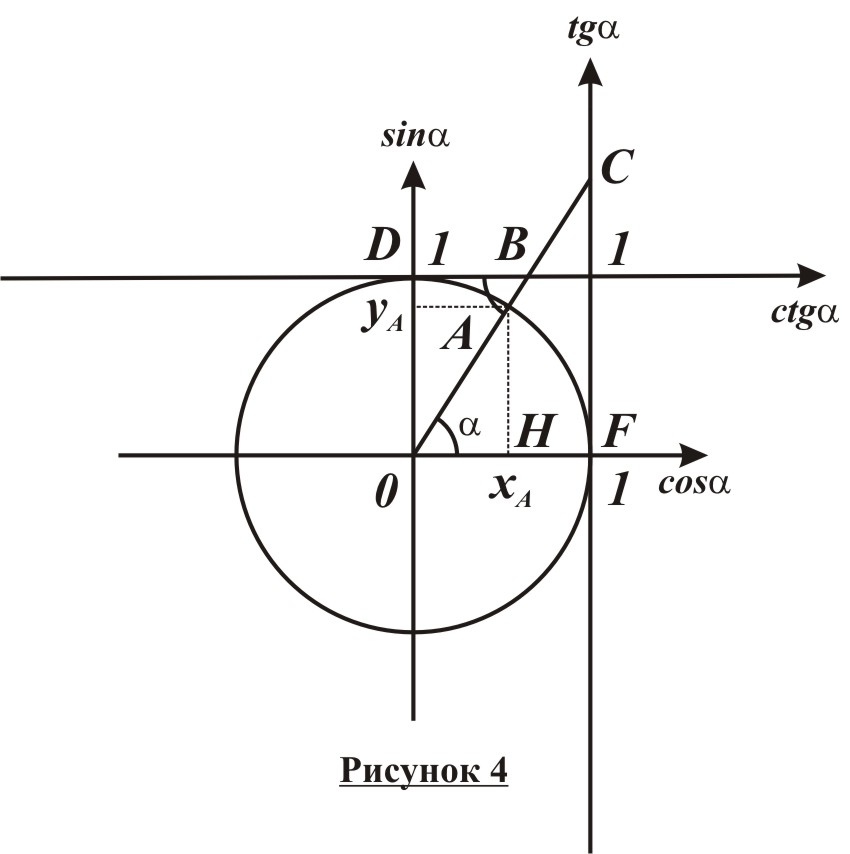 tgα
sinα
C
D 1 B 1
ctgα
y_A
A
α H F
0 x_A 1 cosα
Рисунок 4